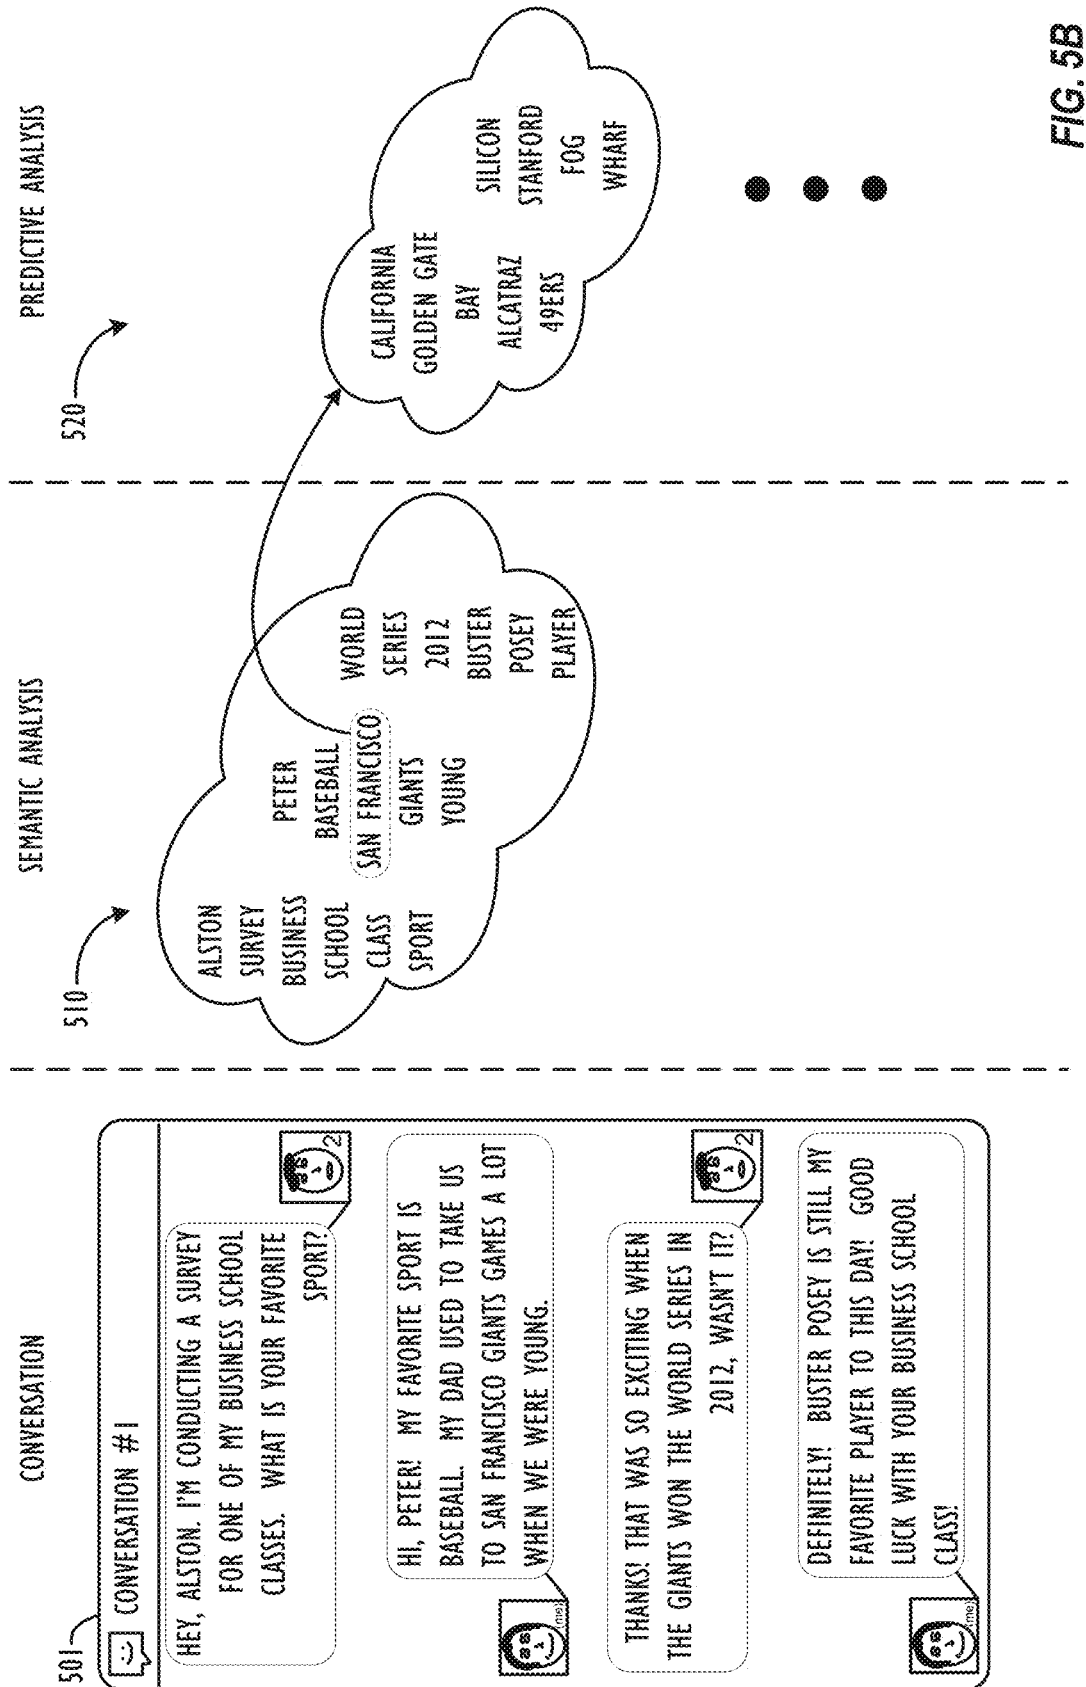 CONVERSATION
501
CONVERSATION #1
HEY, ALSTON. I'M CONDUCTING A SURVEY
FOR ONE OF MY BUSINESS SCHOOL
CLASSES. WHAT IS YOUR FAVORITE
SPORT?
2
HI, PETER! MY FAVORITE SPORT IS
BASEBALL. MY DAD USED TO TAKE US
TO SAN FRANCISCO GIANTS GAMES A LOT
WHEN WE WERE YOUNG.
(me)
THANKS! THAT WAS SO EXCITING WHEN
THE GIANTS WON THE WORLD SERIES IN
2012, WASN'T IT?
2
DEFINITELY! BUSTER POSEY IS STILL MY
FAVORITE PLAYER TO THIS DAY! GOOD
LUCK WITH YOUR BUSINESS SCHOOL
CLASS!
(me)
SEMANTIC ANALYSIS
510
ALSTON
SURVEY
BUSINESS
SCHOOL
CLASS
SPORT
PETER
BASEBALL
SAN FRANCISCO
GIANTS
YOUNG
WORLD
SERIES
2012
BUSTER
POSEY
PLAYER
PREDICTIVE ANALYSIS
520
CALIFORNIA
GOLDEN GATE
BAY
ALCATRAZ
49ERS
SILICON
STANFORD
FOG
WHARF
FIG. 5B